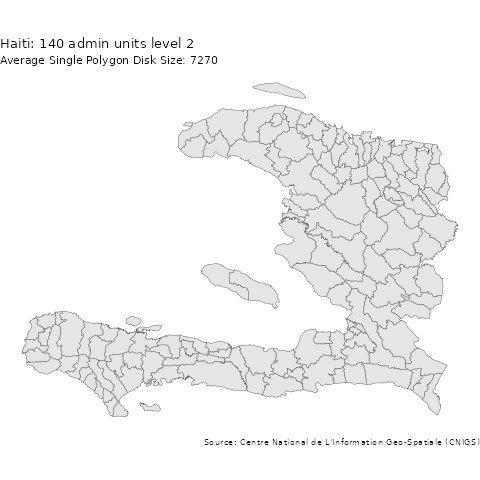 Haiti: 140 admin units level 2
Average Single Polygon Disk Size: 7270
Source: Centre National de L'Information Geo-Spatiale (CNIGS)